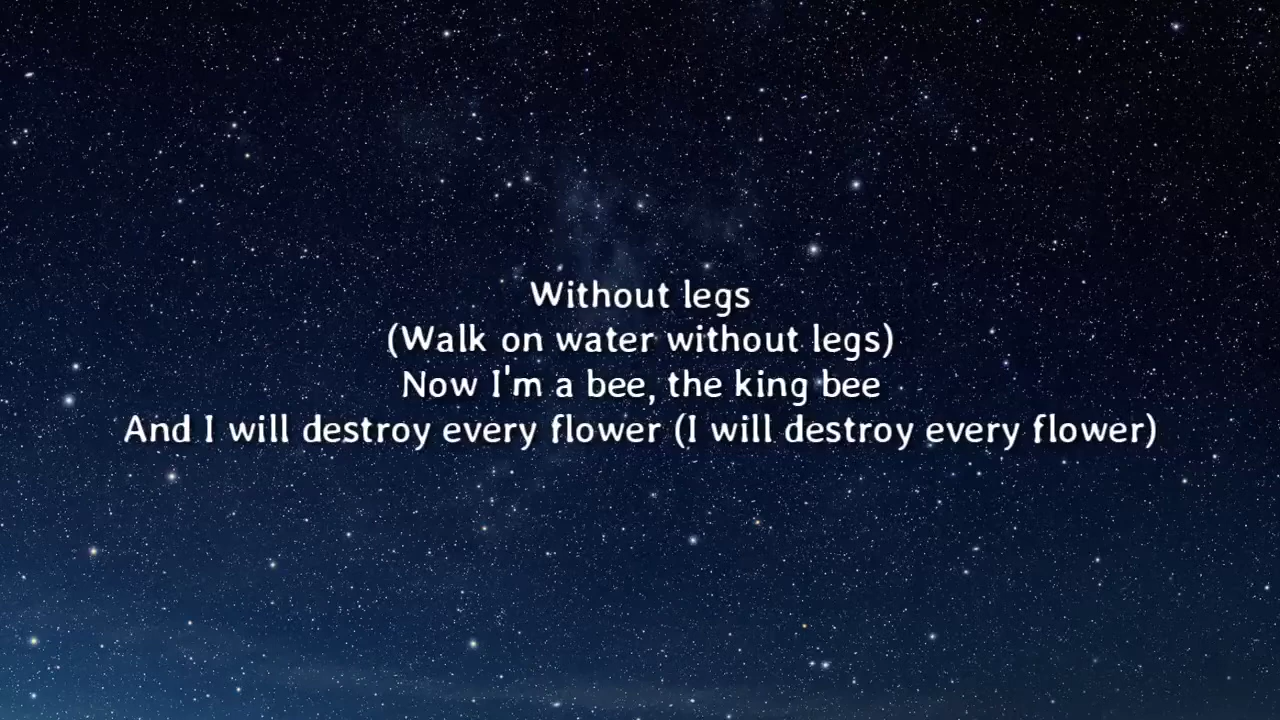 Without legs
(Walk on water without legs)
Now I'm a bee, the king bee
And I will destroy every flower (I will destroy every flower)